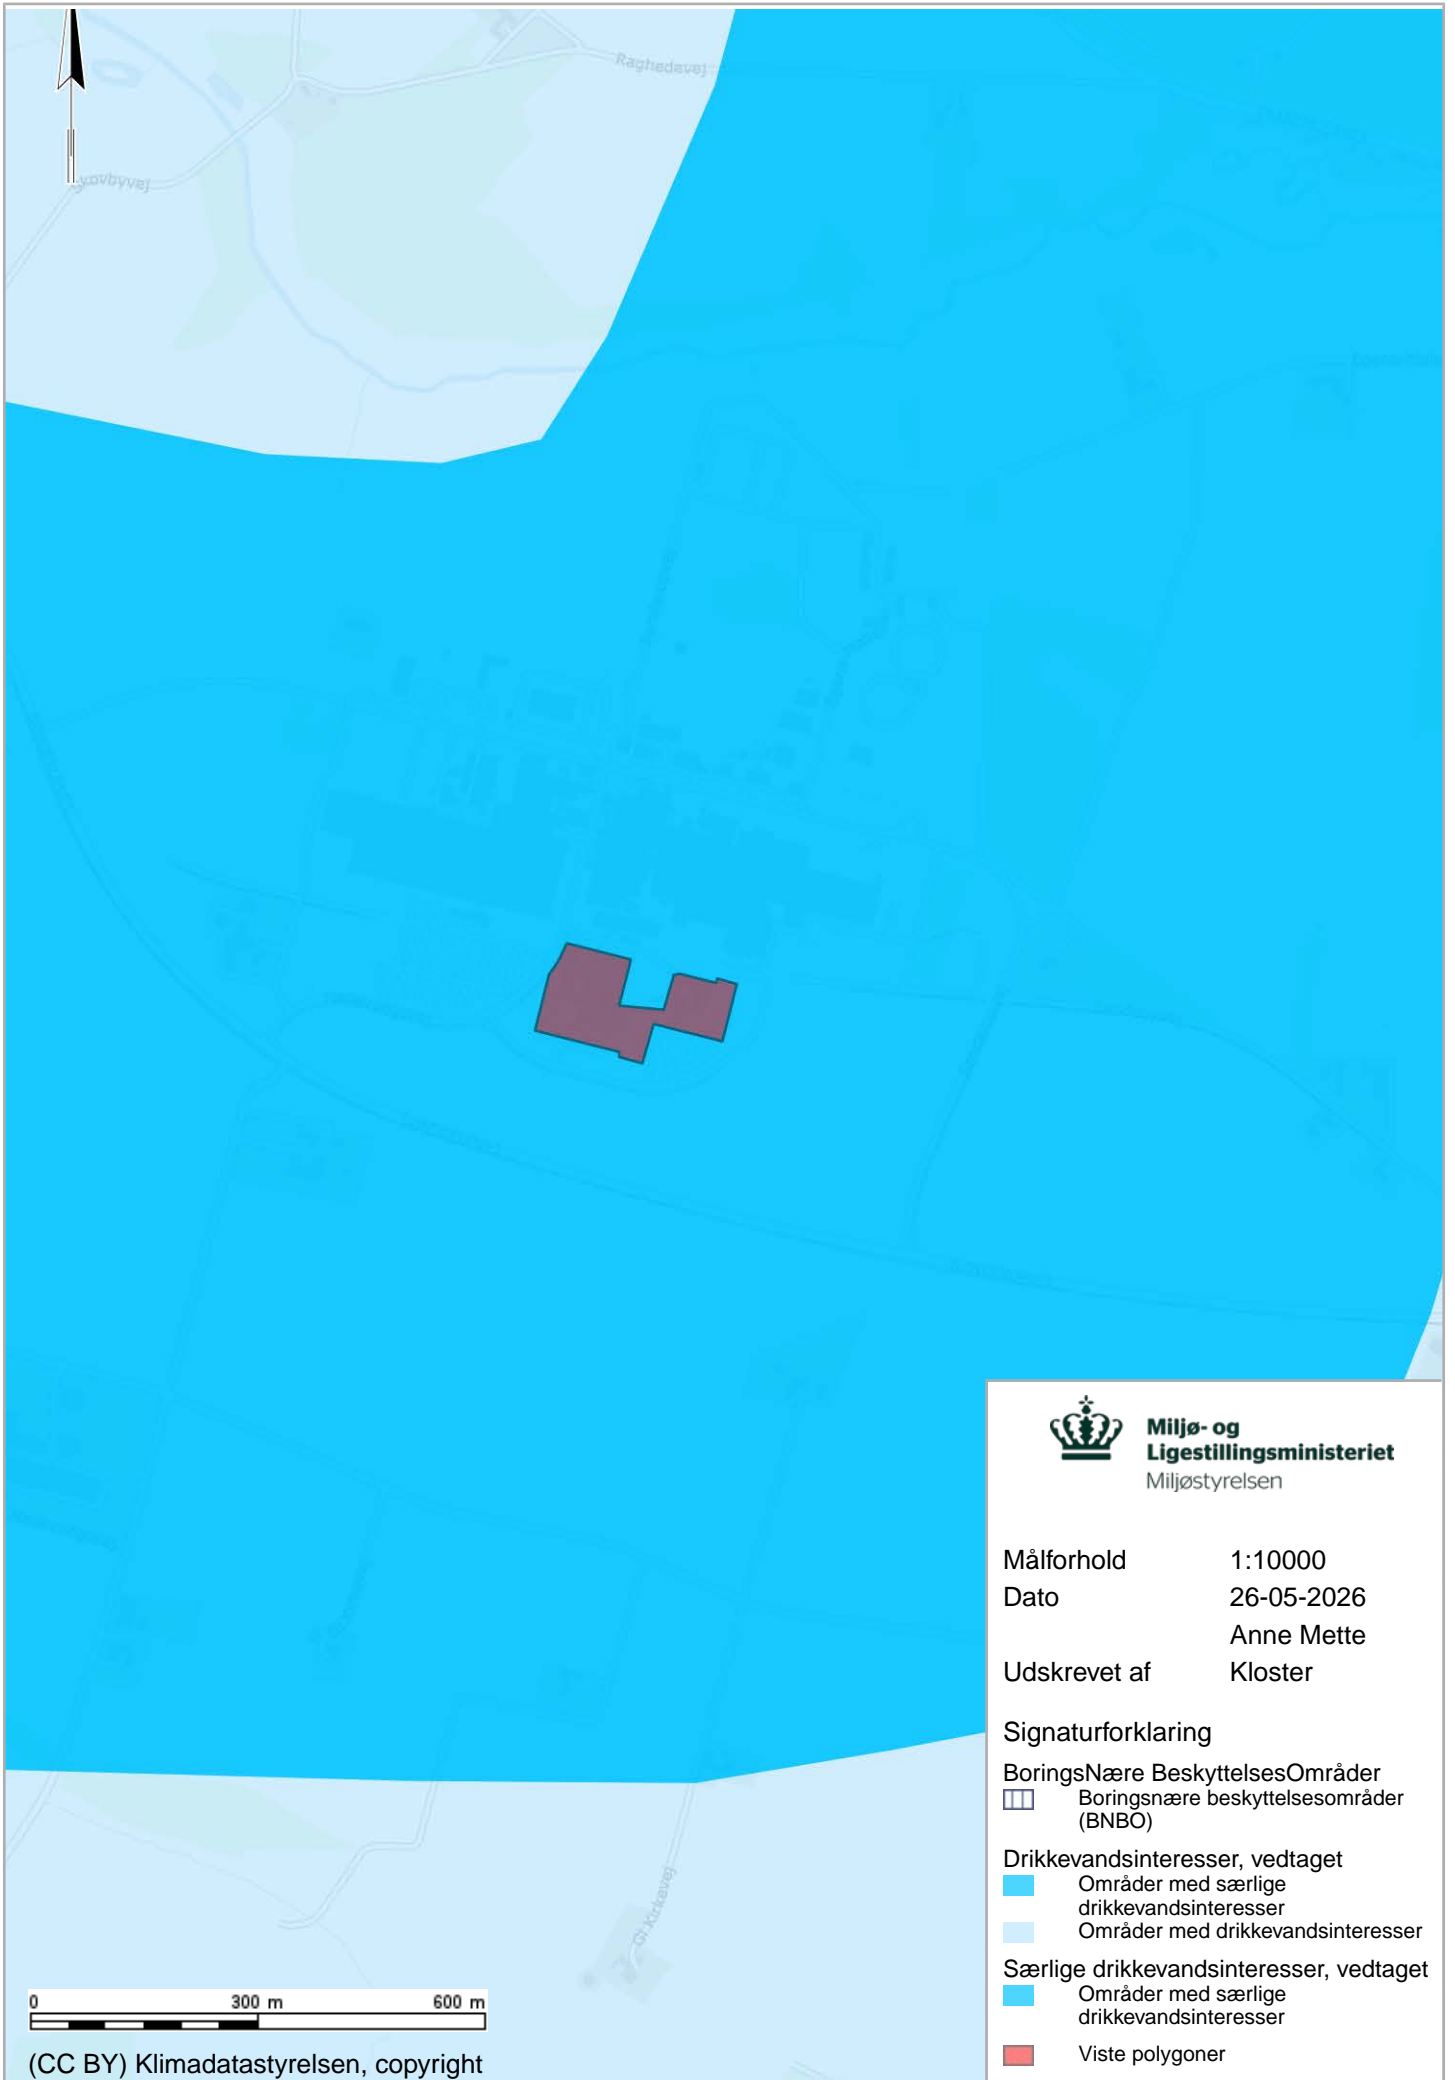 Raghedevej
Miljø- og
Ligestillingsministeriet
Miljøstyrelsen
Målforhold 1:10000
Dato 26-05-2026
Anne Mette
Udskrevet af Kloster
Signaturforklaring
BoringsNære BeskyttelsesOmråder
Boringsnære beskyttelsesområder
(BNBO)
Drikkevandsinteresser, vedtaget
Områder med særlige
drikkevandsinteresser
Områder med drikkevandsinteresser
Særlige drikkevandsinteresser, vedtaget
Områder med særlige
drikkevandsinteresser
Viste polygoner
Gl.Kirkevej
0 300 m 600 m
(CC BY) Klimadatastyrelsen, copyright